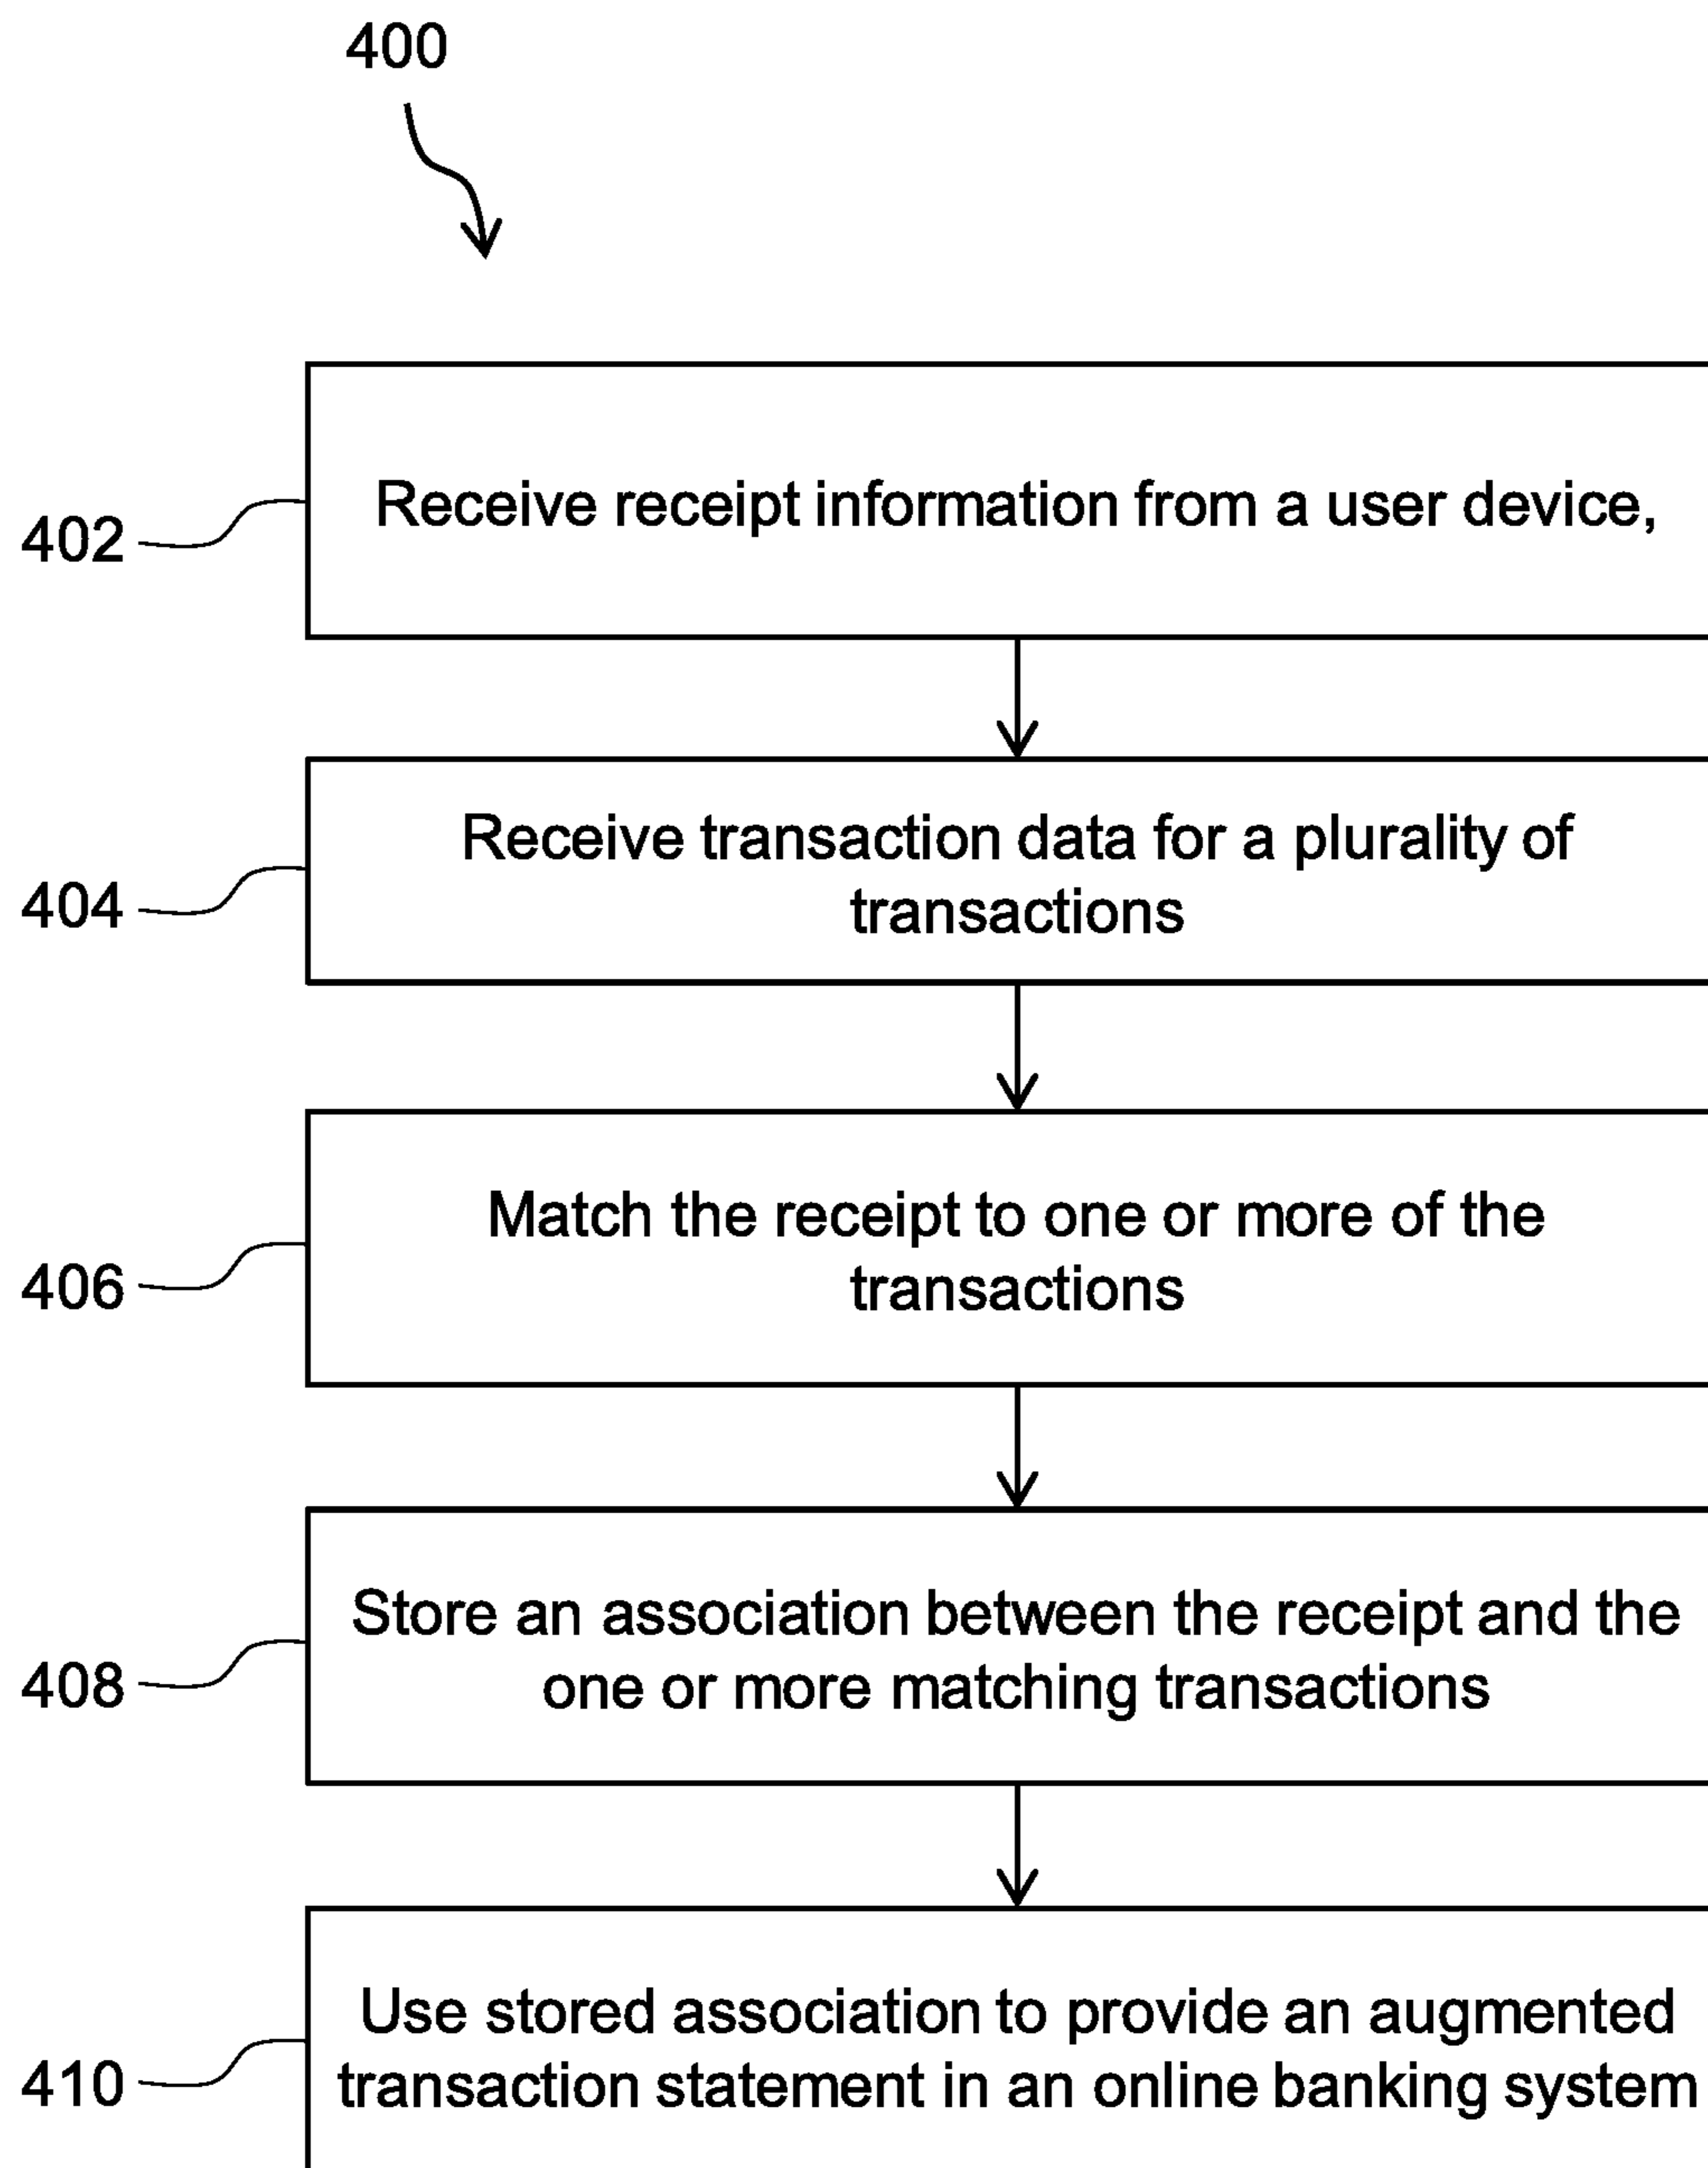 400
402
Receive receipt information from a user device,
404
Receive transaction data for a plurality of
transactions
406
Match the receipt to one or more of the
transactions
408
Store an association between the receipt and the
one or more matching transactions
410
Use stored association to provide an augmented
transaction statement in an online banking system